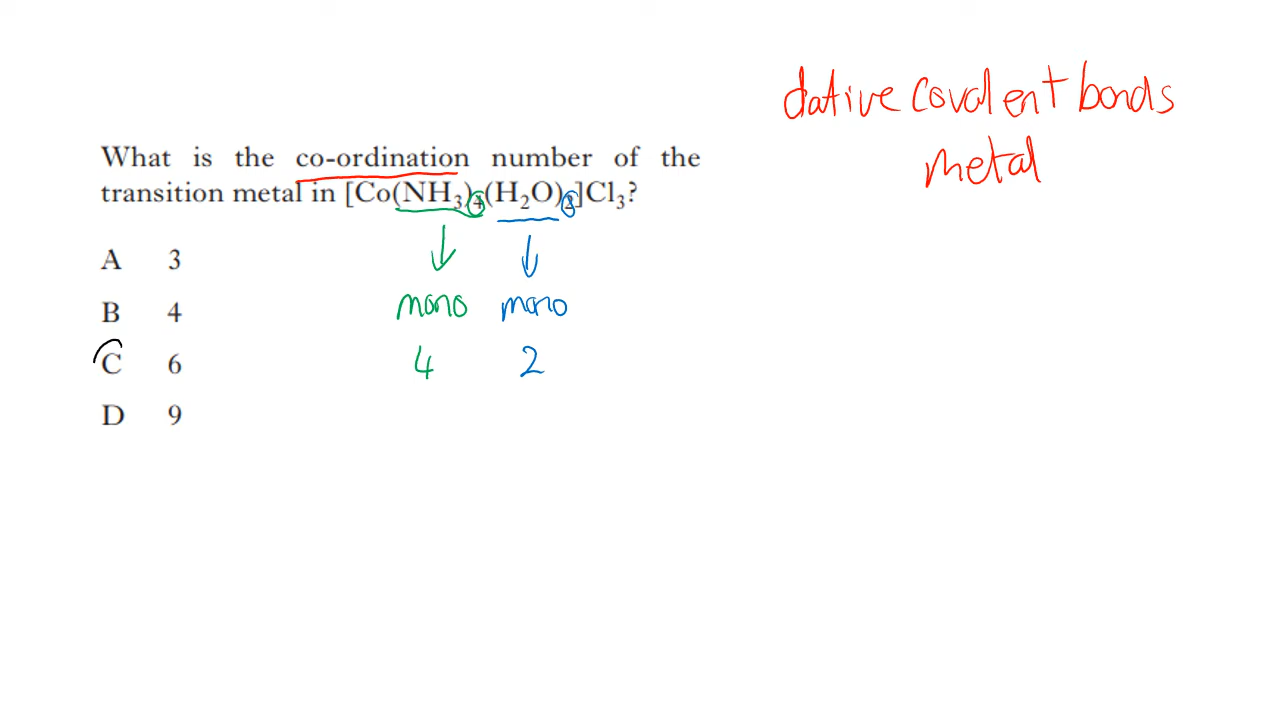 dative covalent bonds
metal
What is the co-ordination number of the
transition metal in [Co(NH₃)₄(H₂O)₂]Cl₃?
A 3
B 4
C 6
D 9
mono mono
4 2